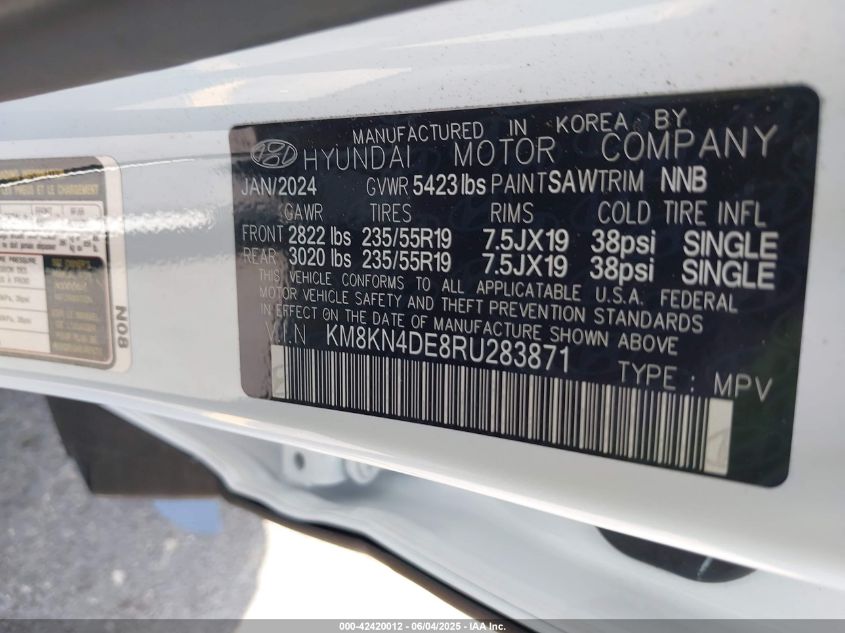 MANUFACTURED IN KOREA BY
HYUNDAI MOTOR COMPANY
JAN/2024 GVWR 5423 lbs PAINT SAW TRIM NNB
GAWR TIRES RIMS COLD TIRE INFL
FRONT 2822 lbs 235/55R19 7.5JX19 38psi SINGLE
REAR 3020 lbs 235/55R19 7.5JX19 38psi SINGLE
THIS VEHICLE CONFORMS TO ALL APPLICATABLE U.S.A. FEDERAL
MOTOR VEHICLE SAFETY AND THEFT PREVENTION STANDARDS
IN EFFECT ON THE DATE OF MANUFACTURE SHOWN ABOVE
V.I.N KM8KN4DE8RU283871
TYPE : MPV
N08
000-42420012 - 06/04/2025 - IAA Inc.